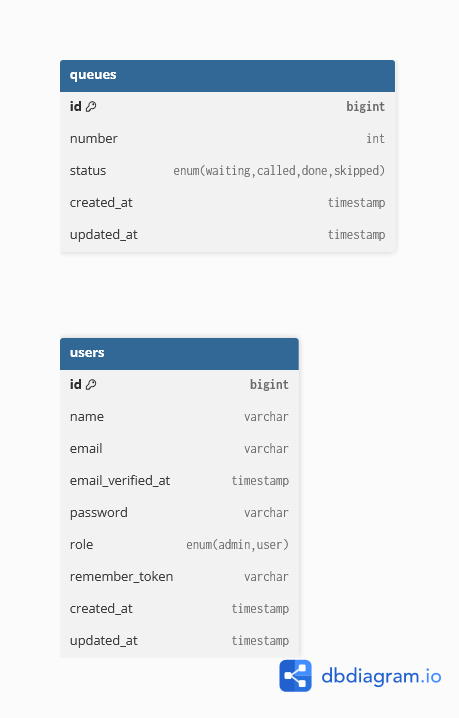 queues
id bigint
number int
status enum(waiting,called,done,skipped)
created_at timestamp
updated_at timestamp
users
id bigint
name varchar
email varchar
email_verified_at timestamp
password varchar
role enum(admin,user)
remember_token varchar
created_at timestamp
updated_at timestamp
dbdiagram.io